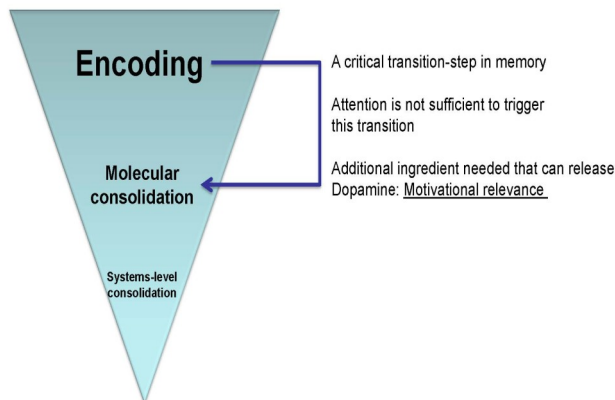 Encoding
A critical transition-step in memory
Attention is not sufficient to trigger
this transition
Molecular
consolidation
Additional ingredient needed that can release
Dopamine: Motivational relevance
Systems-level
consolidation